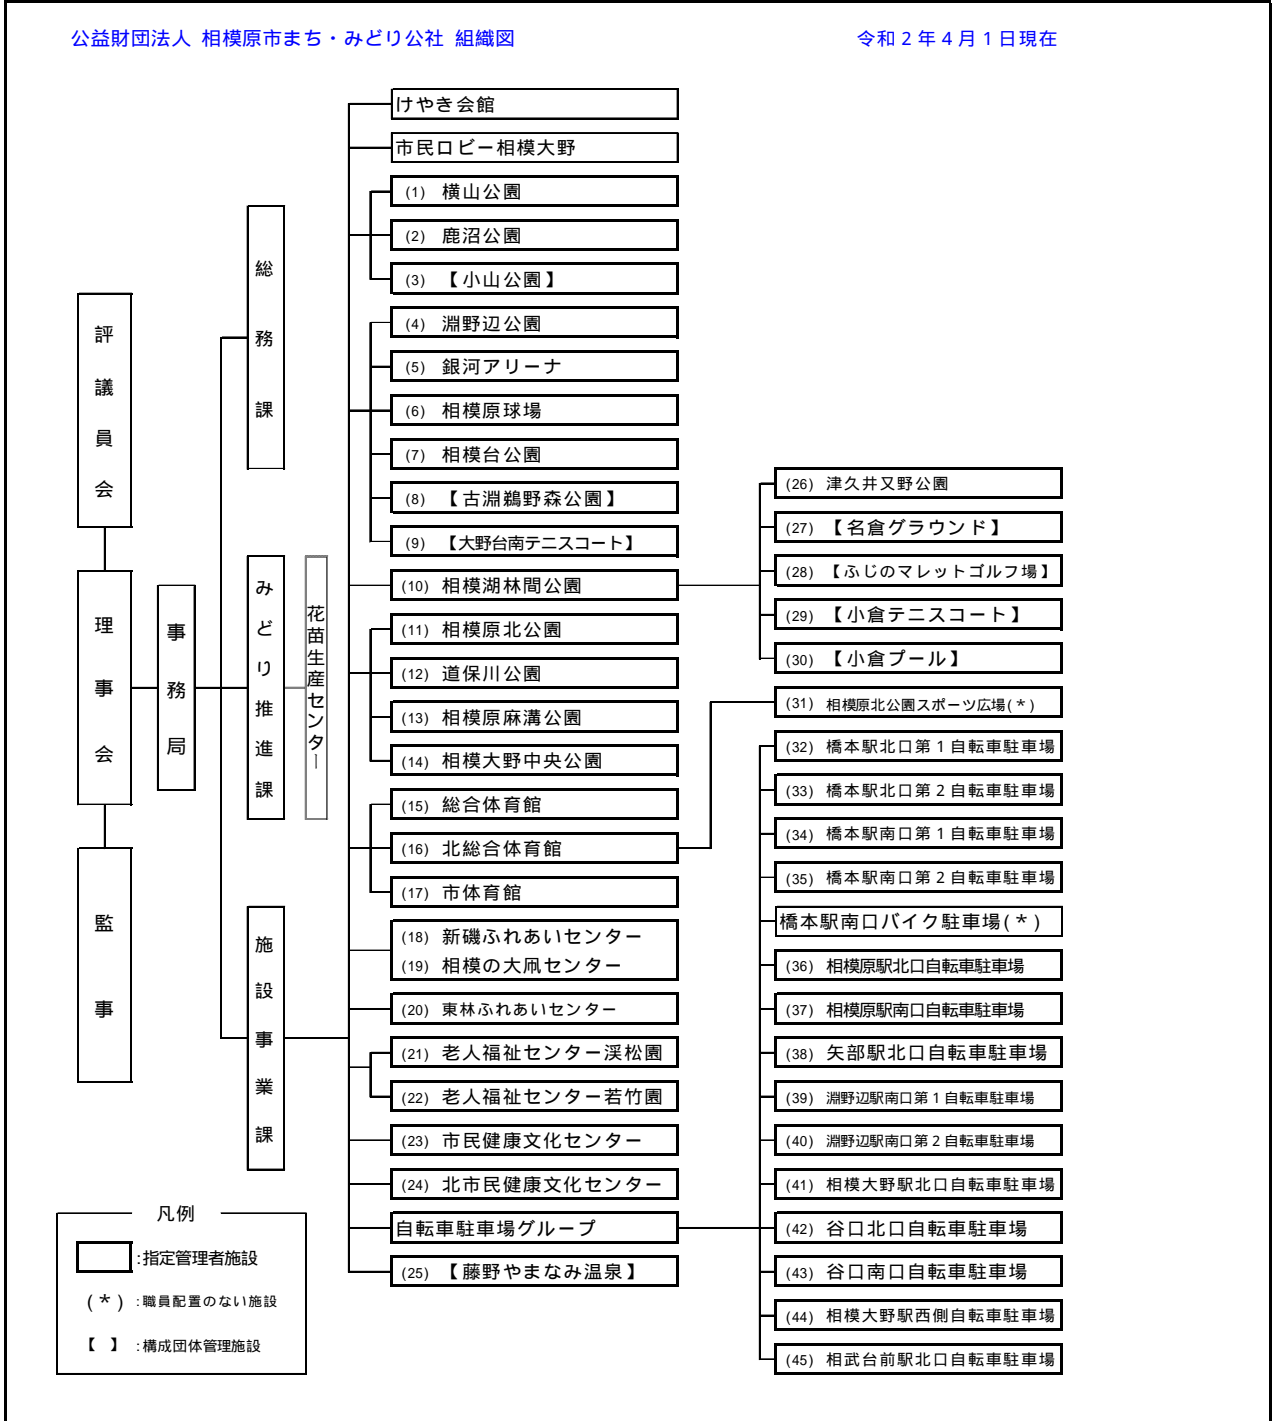 公益財団法人 相模原市まち・みどり公社 組織図
令和２年４月１日現在
評議員会
理事会
監事
事務局
総務課
みどり推進課
花苗生産センター
施設事業課
けやき会館
市民ロビー相模大野
(1) 横山公園
(2) 鹿沼公園
(3) 【小山公園】
(4) 淵野辺公園
(5) 銀河アリーナ
(6) 相模原球場
(7) 相模台公園
(8) 【古淵鵜野森公園】
(9) 【大野台南テニスコート】
(10) 相模湖林間公園
(11) 相模原北公園
(12) 道保川公園
(13) 相模原麻溝公園
(14) 相模大野中央公園
(15) 総合体育館
(16) 北総合体育館
(17) 市体育館
(18) 新磯ふれあいセンター
(19) 相模の大凧センター
(20) 東林ふれあいセンター
(21) 老人福祉センター渓松園
(22) 老人福祉センター若竹園
(23) 市民健康文化センター
(24) 北市民健康文化センター
自転車駐車場グループ
(25) 【藤野やまなみ温泉】
(26) 津久井又野公園
(27) 【名倉グラウンド】
(28) 【ふじのマレットゴルフ場】
(29) 【小倉テニスコート】
(30) 【小倉プール】
(31) 相模原北公園スポーツ広場(＊)
(32) 橋本駅北口第１自転車駐車場
(33) 橋本駅北口第２自転車駐車場
(34) 橋本駅南口第１自転車駐車場
(35) 橋本駅南口第２自転車駐車場
橋本駅南口バイク駐車場(＊)
(36) 相模原駅北口自転車駐車場
(37) 相模原駅南口自転車駐車場
(38) 矢部駅北口自転車駐車場
(39) 淵野辺駅南口第１自転車駐車場
(40) 淵野辺駅南口第２自転車駐車場
(41) 相模大野駅北口自転車駐車場
(42) 谷口北口自転車駐車場
(43) 谷口南口自転車駐車場
(44) 相模大野駅西側自転車駐車場
(45) 相武台前駅北口自転車駐車場
凡例
:指定管理者施設
(＊) :職員配置のない施設
【 】 :構成団体管理施設